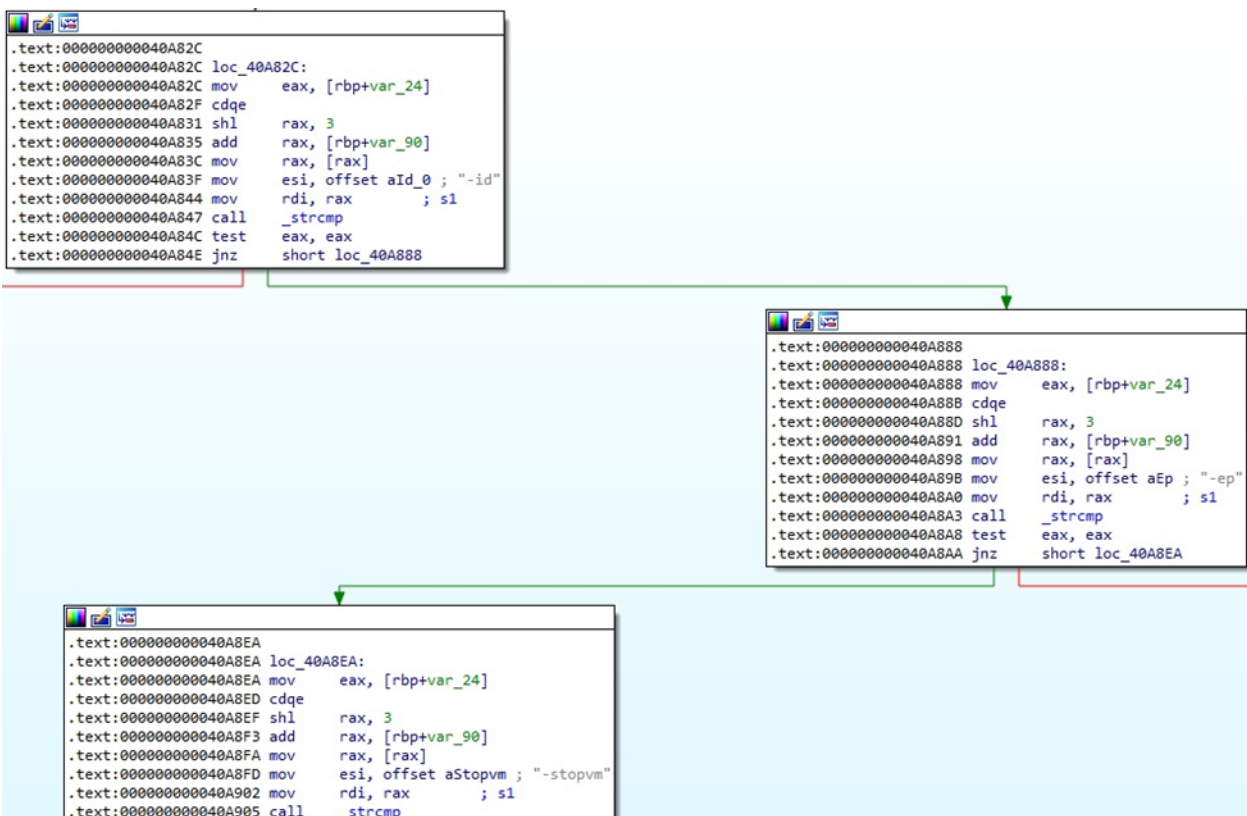 .text:000000000040A82C
.text:000000000040A82C loc_40A82C:
.text:000000000040A82C mov eax, [rbp+var_24]
.text:000000000040A82F cdqe
.text:000000000040A831 shl rax, 3
.text:000000000040A835 add rax, [rbp+var_90]
.text:000000000040A83C mov rax, [rax]
.text:000000000040A83F mov esi, offset aId_0 ; "-id"
.text:000000000040A844 mov rdi, rax ; s1
.text:000000000040A847 call _strcmp
.text:000000000040A84C test eax, eax
.text:000000000040A84E jnz short loc_40A888
.text:000000000040A888
.text:000000000040A888 loc_40A888:
.text:000000000040A888 mov eax, [rbp+var_24]
.text:000000000040A88B cdqe
.text:000000000040A88D shl rax, 3
.text:000000000040A891 add rax, [rbp+var_90]
.text:000000000040A898 mov rax, [rax]
.text:000000000040A89B mov esi, offset aEp ; "-ep"
.text:000000000040A8A0 mov rdi, rax ; s1
.text:000000000040A8A3 call _strcmp
.text:000000000040A8A8 test eax, eax
.text:000000000040A8AA jnz short loc_40A8EA
.text:000000000040A8EA
.text:000000000040A8EA loc_40A8EA:
.text:000000000040A8EA mov eax, [rbp+var_24]
.text:000000000040A8ED cdqe
.text:000000000040A8EF shl rax, 3
.text:000000000040A8F3 add rax, [rbp+var_90]
.text:000000000040A8FA mov rax, [rax]
.text:000000000040A8FD mov esi, offset aStopvm ; "-stopvm"
.text:000000000040A902 mov rdi, rax ; s1
.text:000000000040A905 call _strcmp